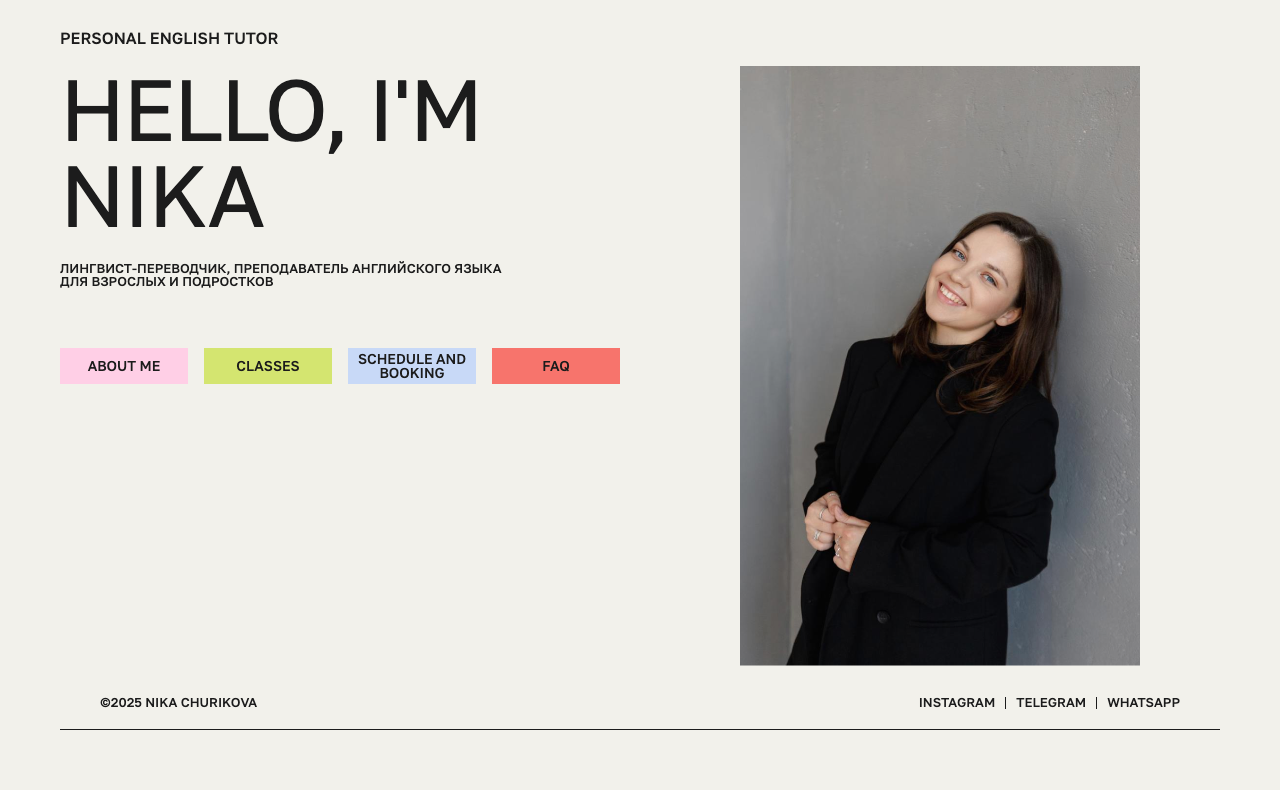 PERSONAL ENGLISH TUTOR
HELLO, I'M
NIKA
ЛИНГВИСТ-ПЕРЕВОДЧИК, ПРЕПОДАВАТЕЛЬ АНГЛИЙСКОГО ЯЗЫКА
ДЛЯ ВЗРОСЛЫХ И ПОДРОСТКОВ
ABOUT ME
CLASSES
SCHEDULE AND
BOOKING
FAQ
©2025 NIKA CHURIKOVA
INSTAGRAM | TELEGRAM | WHATSAPP